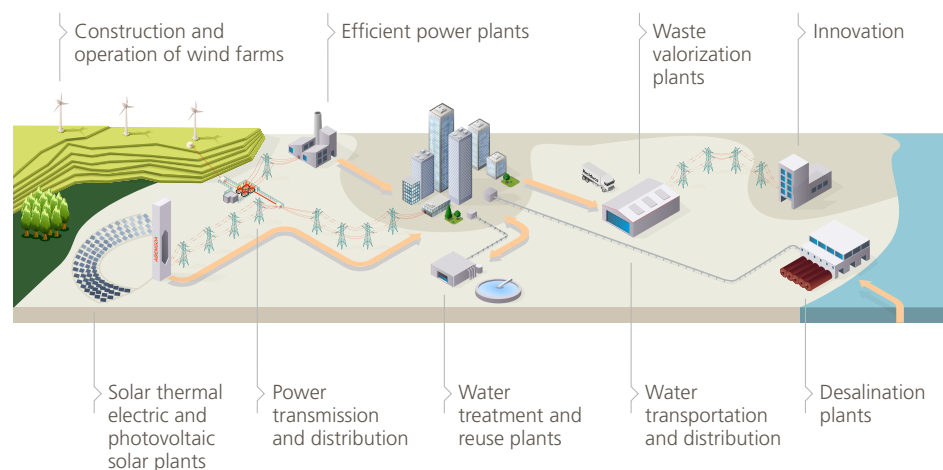 Construction and
operation of wind farms
Efficient power plants
Waste
valorization
plants
Innovation
Solar thermal
electric and
photovoltaic
solar plants
Power
transmission
and distribution
Water
treatment and
reuse plants
Water
transportation
and distribution
Desalination
plants